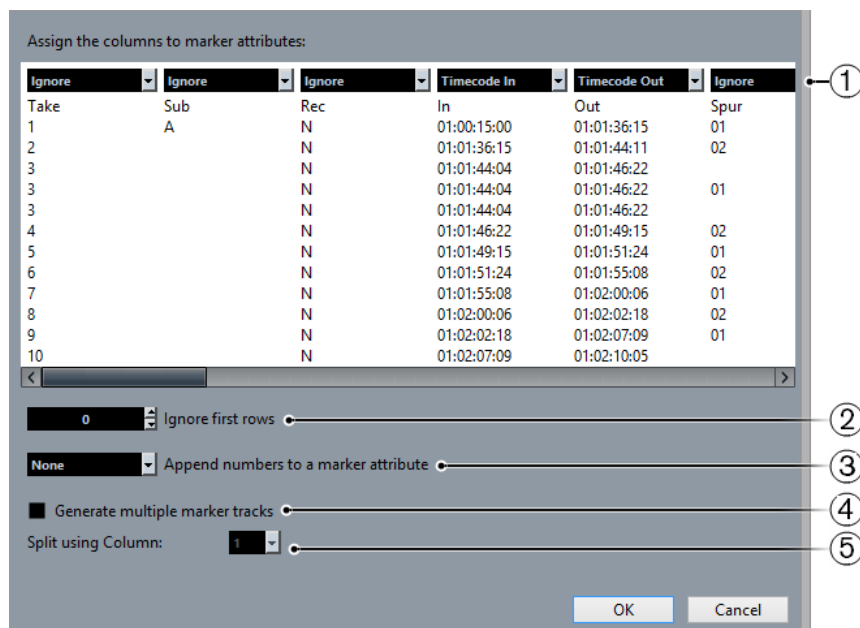 Assign the columns to marker attributes:
Ignore Ignore Ignore Timecode In Timecode Out Ignore 1
Take Sub Rec In Out Spur
1 A N 01:00:15:00 01:01:36:15 01
2 N 01:01:36:15 01:01:44:11 02
3 N 01:01:44:04 01:01:46:22
3 N 01:01:44:04 01:01:46:22 01
3 N 01:01:44:04 01:01:46:22
4 N 01:01:46:22 01:01:49:15 02
5 N 01:01:49:15 01:01:51:24 01
6 N 01:01:51:24 01:01:55:08 02
7 N 01:01:55:08 01:02:00:06 01
8 N 01:02:00:06 01:02:02:18 02
9 N 01:02:02:18 01:02:07:09 01
10 N 01:02:07:09 01:02:10:05
0 Ignore first rows 2
None Append numbers to a marker attribute 3
Generate multiple marker tracks 4
Split using Column: 1 5
OK Cancel